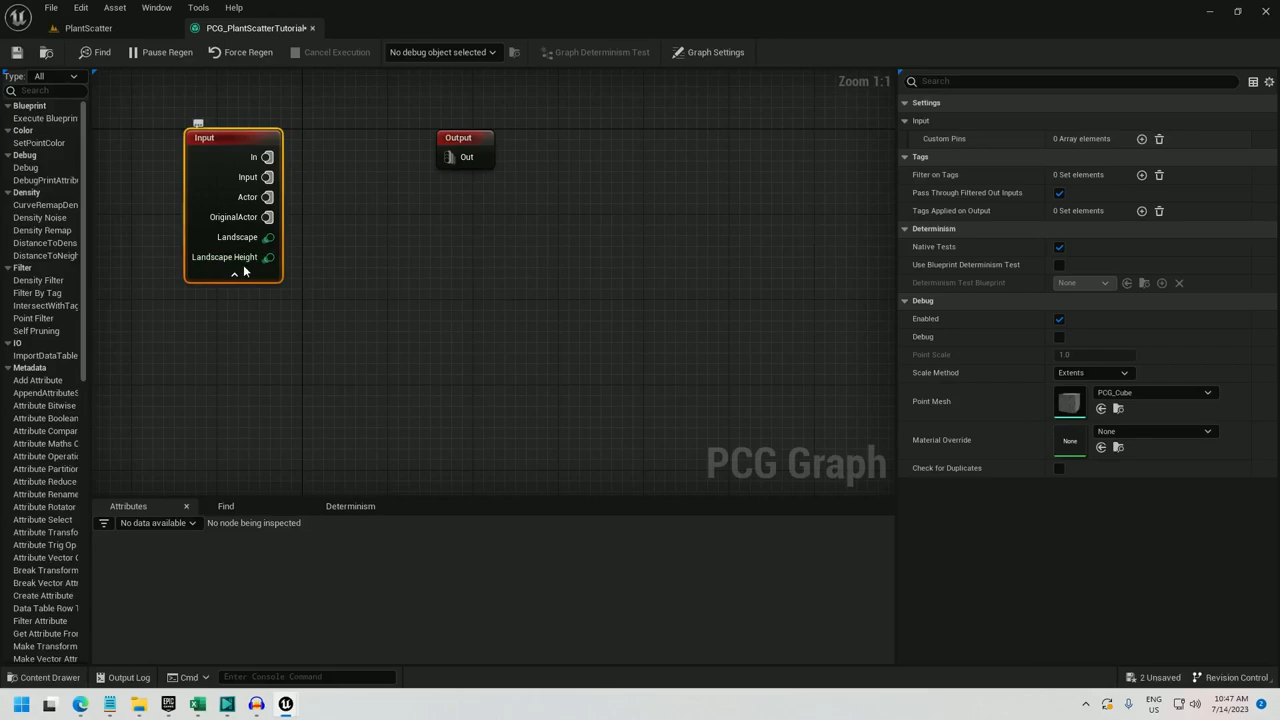 File Edit Asset Window Tools Help
PlantScatter
PCG_PlantScatterTutorial•
Find
Pause Regen
Force Regen
Cancel Execution
No debug object selected
Graph Determinism Test
Graph Settings
Type: All
Search
Blueprint
Execute Blueprin
Color
SetPointColor
Debug
Debug
DebugPrintAttrib
Density
CurveRemapDen
Density Noise
Density Remap
DistanceToDens
DistanceToNeigh
Filter
Density Filter
Filter By Tag
IntersectWithTag
Point Filter
Self Pruning
IO
ImportDataTable
Metadata
Add Attribute
AppendAttributeS
Attribute Bitwise
Attribute Boolean
Attribute Compar
Attribute Maths O
Attribute Operatio
Attribute Partition
Attribute Reduce
Attribute Rename
Attribute Rotator
Attribute Select
Attribute Transfo
Attribute Trig Op
Attribute Vector O
Break Transform
Break Vector Attr
Create Attribute
Data Table Row T
Filter Attribute
Get Attribute From
Make Transform
Make Vector Attr
Zoom 1:1
Input
In
Input
Actor
OriginalActor
Landscape
Landscape Height
Output
Out
PCG Graph
Attributes
Find
Determinism
No data available
No node being inspected
Search
Settings
Input
Custom Pins 0 Array elements
Tags
Filter on Tags 0 Set elements
Pass Through Filtered Out Inputs
Tags Applied on Output 0 Set elements
Determinism
Native Tests
Use Blueprint Determinism Test
Determinism Test Blueprint None
Debug
Enabled
Debug
Point Scale 1.0
Scale Method Extents
Point Mesh PCG_Cube
Material Override None None
Check for Duplicates
Content Drawer
Output Log
Cmd
Enter Console Command
2 Unsaved
Revision Control
ENG
US
10:47 AM
7/14/2023
2